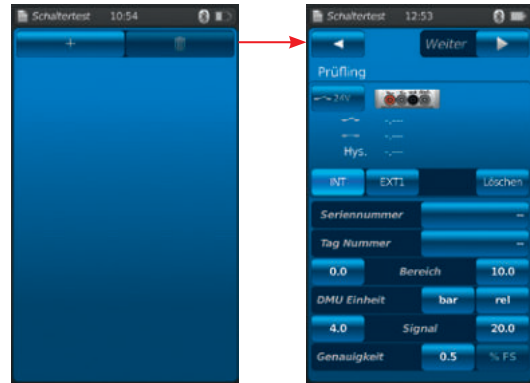 Schaltertest 10:54
+
Schaltertest 12:53
Weiter
Prüfling
24V
-,---
-,---
Hys. -,---
INT EXT1 Löschen
Seriennummer --
Tag Nummer --
0.0 Bereich 10.0
DMU Einheit bar rel
4.0 Signal 20.0
Genauigkeit 0.5 % FS